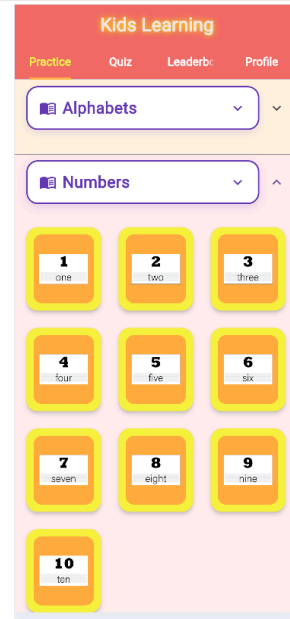 Kids Learning
Practice Quiz Leaderbo Profile
Alphabets
Numbers
1 2 3
one two three
4 5 6
four five six
7 8 9
seven eight nine
10
ten